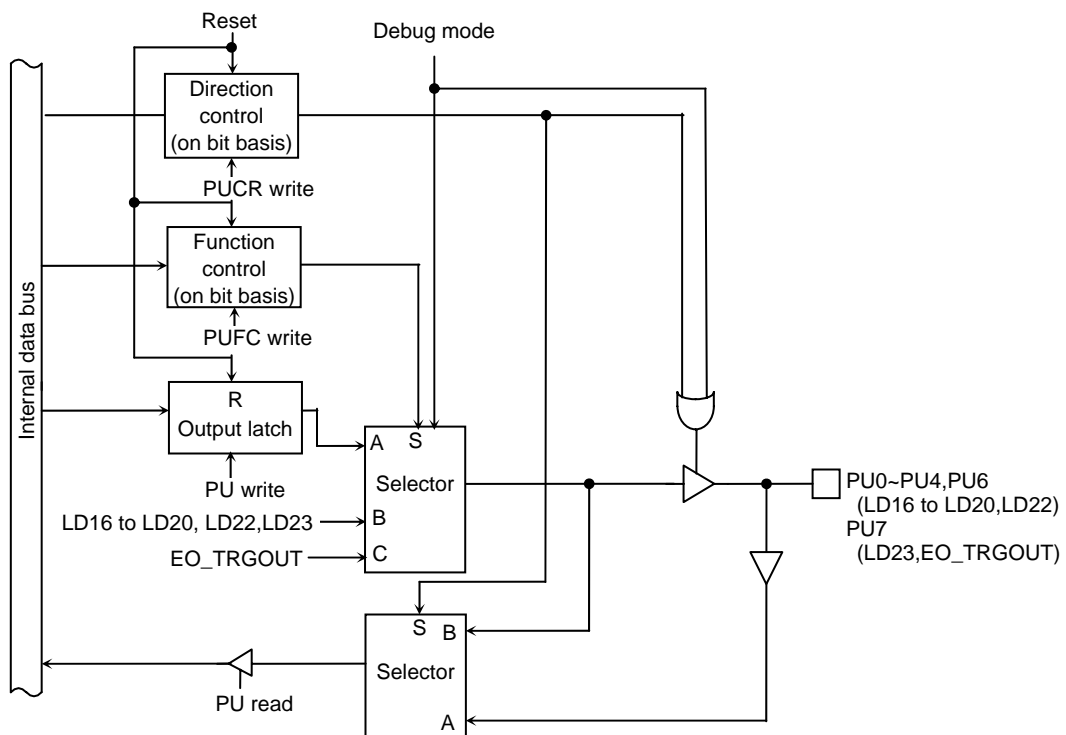 Reset
Debug mode
Direction
control
(on bit basis)
PUCR write
Function
control
(on bit basis)
PUFC write
Internal data bus
R
Output latch
PU write
A
S
Selector
B
C
LD16 to LD20, LD22,LD23
EO_TRGOUT
PU0~PU4,PU6
(LD16 to LD20,LD22)
PU7
(LD23,EO_TRGOUT)
S
B
Selector
A
PU read